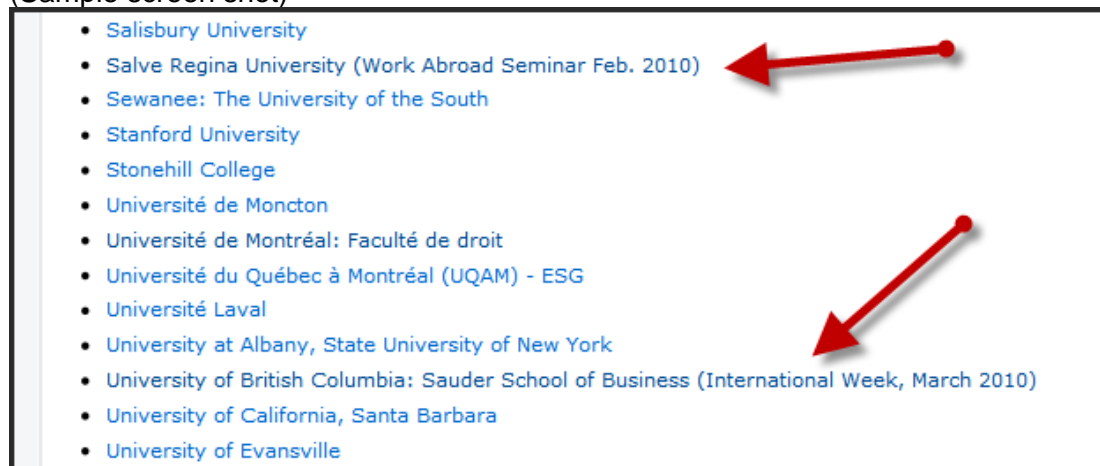 (Sample screen shot)
Salisbury University
Salve Regina University (Work Abroad Seminar Feb. 2010)
Sewanee: The University of the South
Stanford University
Stonehill College
Université de Moncton
Université de Montréal: Faculté de droit
Université du Québec à Montréal (UQAM) - ESG
Université Laval
University at Albany, State University of New York
University of British Columbia: Sauder School of Business (International Week, March 2010)
University of California, Santa Barbara
University of Evansville